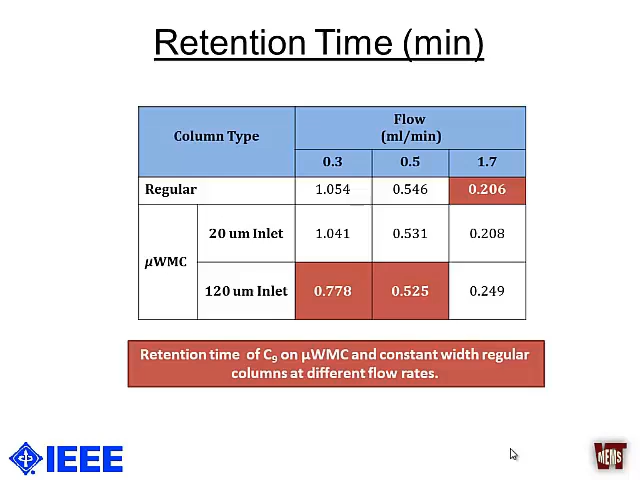 Retention Time (min)
Column Type
Flow
(ml/min)
0.3 0.5 1.7
Regular 1.054 0.546 0.206
μWMC
20 um Inlet 1.041 0.531 0.208
120 um Inlet 0.778 0.525 0.249
Retention time of C9 on μWMC and constant width regular
columns at different flow rates.
IEEE
VT
MEMS